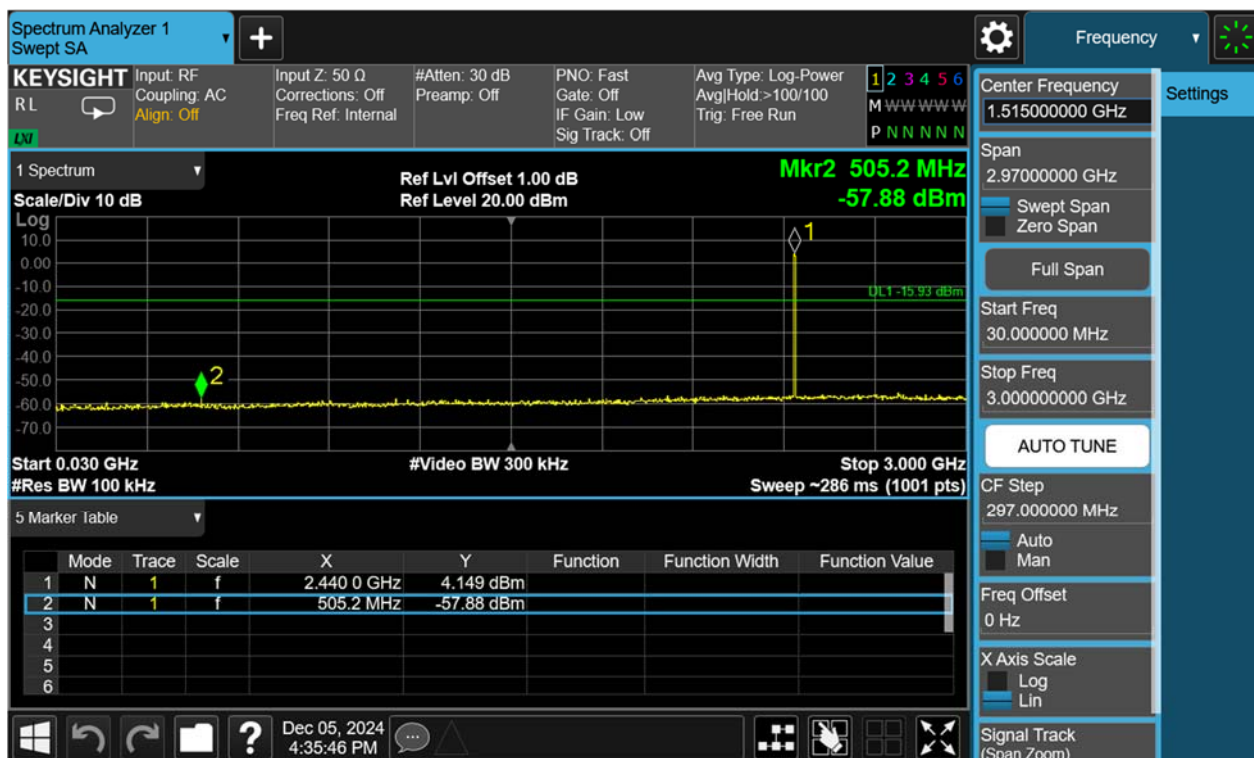 Spectrum Analyzer 1
Swept SA
+
Frequency
KEYSIGHT
RL
LXI
Input: RF
Coupling: AC
Align: Off
Input Z: 50 Ω
Corrections: Off
Freq Ref: Internal
#Atten: 30 dB
Preamp: Off
PNO: Fast
Gate: Off
IF Gain: Low
Sig Track: Off
Avg Type: Log-Power
Avg|Hold:>100/100
Trig: Free Run
1 2 3 4 5 6
M W W W W W
P N N N N N
1 Spectrum
Scale/Div 10 dB
Ref Lvl Offset 1.00 dB
Ref Level 20.00 dBm
Mkr2 505.2 MHz
-57.88 dBm
Log
10.0
0.00
-10.0
-20.0
-30.0
-40.0
-50.0
-60.0
-70.0
1
DL1 -15.93 dBm
2
Start 0.030 GHz
#Video BW 300 kHz
Stop 3.000 GHz
#Res BW 100 kHz
Sweep ~286 ms (1001 pts)
5 Marker Table
Mode Trace Scale X Y Function Function Width Function Value
1 N 1 f 2.440 0 GHz 4.149 dBm
2 N 1 f 505.2 MHz -57.88 dBm
3
4
5
6
?
Dec 05, 2024
4:35:46 PM
Center Frequency
1.515000000 GHz
Settings
Span
2.97000000 GHz
Swept Span
Zero Span
Full Span
Start Freq
30.000000 MHz
Stop Freq
3.000000000 GHz
AUTO TUNE
CF Step
297.000000 MHz
Auto
Man
Freq Offset
0 Hz
X Axis Scale
Log
Lin
Signal Track
(Span Zoom)